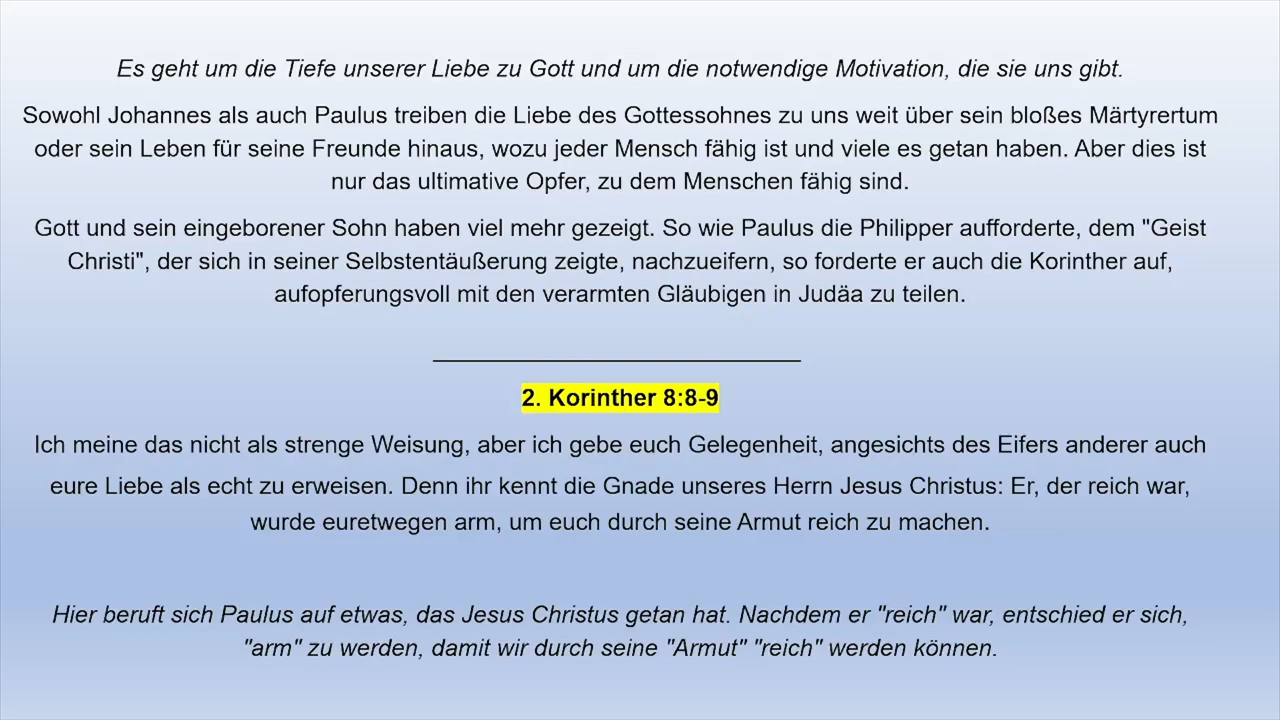 Es geht um die Tiefe unserer Liebe zu Gott und um die notwendige Motivation, die sie uns gibt.
Sowohl Johannes als auch Paulus treiben die Liebe des Gottessohnes zu uns weit über sein bloßes Märtyrertum
oder sein Leben für seine Freunde hinaus, wozu jeder Mensch fähig ist und viele es getan haben. Aber dies ist
nur das ultimative Opfer, zu dem Menschen fähig sind.
Gott und sein eingeborener Sohn haben viel mehr gezeigt. So wie Paulus die Philipper aufforderte, dem "Geist
Christi", der sich in seiner Selbstentäußerung zeigte, nachzueifern, so forderte er auch die Korinther auf,
aufopferungsvoll mit den verarmten Gläubigen in Judäa zu teilen.
2. Korinther 8:8-9
Ich meine das nicht als strenge Weisung, aber ich gebe euch Gelegenheit, angesichts des Eifers anderer auch
eure Liebe als echt zu erweisen. Denn ihr kennt die Gnade unseres Herrn Jesus Christus: Er, der reich war,
wurde euretwegen arm, um euch durch seine Armut reich zu machen.
Hier beruft sich Paulus auf etwas, das Jesus Christus getan hat. Nachdem er "reich" war, entschied er sich,
"arm" zu werden, damit wir durch seine "Armut" "reich" werden können.